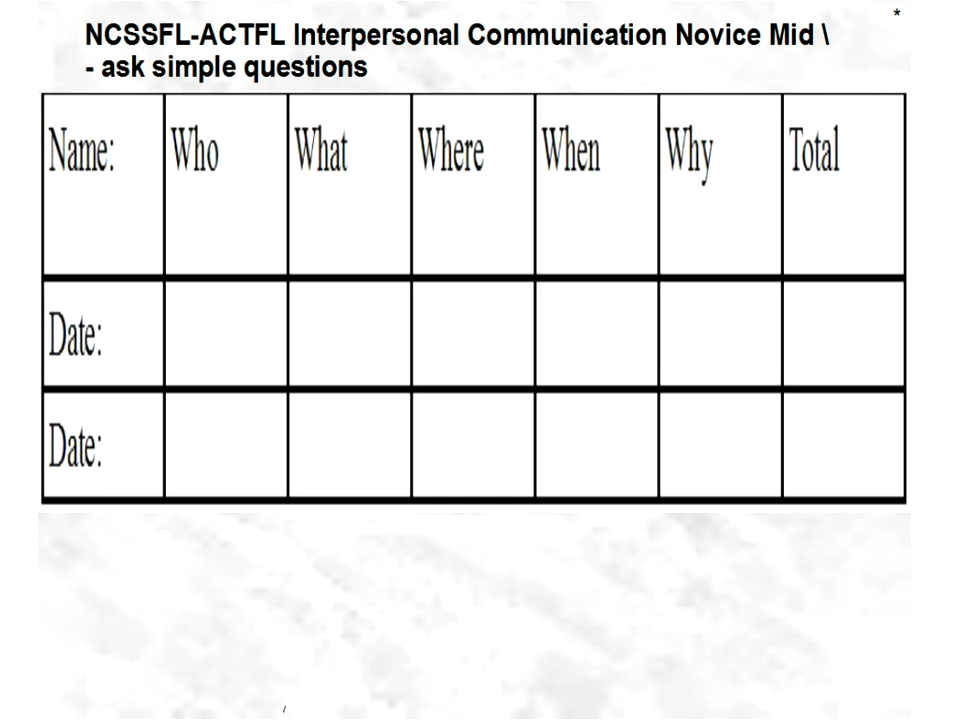 *
NCSSFL-ACTFL Interpersonal Communication Novice Mid \
- ask simple questions
Name: Who What Where When Why Total
Date:
Date:
/